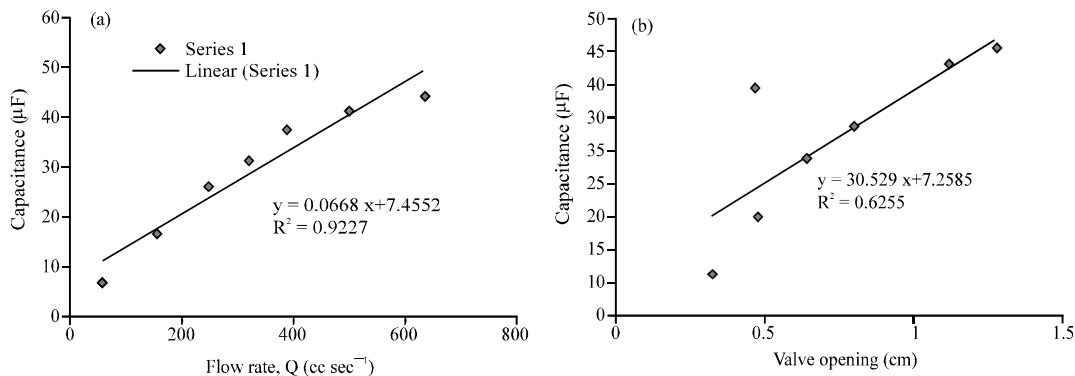 (a)
60
50
40
30
20
10
0
Capacitance (µF)
Series 1
Linear (Series 1)
y = 0.0668 x+7.4552
R² = 0.9227
0
200
400
600
800
Flow rate, Q (cc sec⁻¹)
(b)
50
45
40
30
35
25
20
10
0
Capacitance (µF)
y = 30.529 x+7.2585
R² = 0.6255
0
0.5
1
1.5
Valve opening (cm)